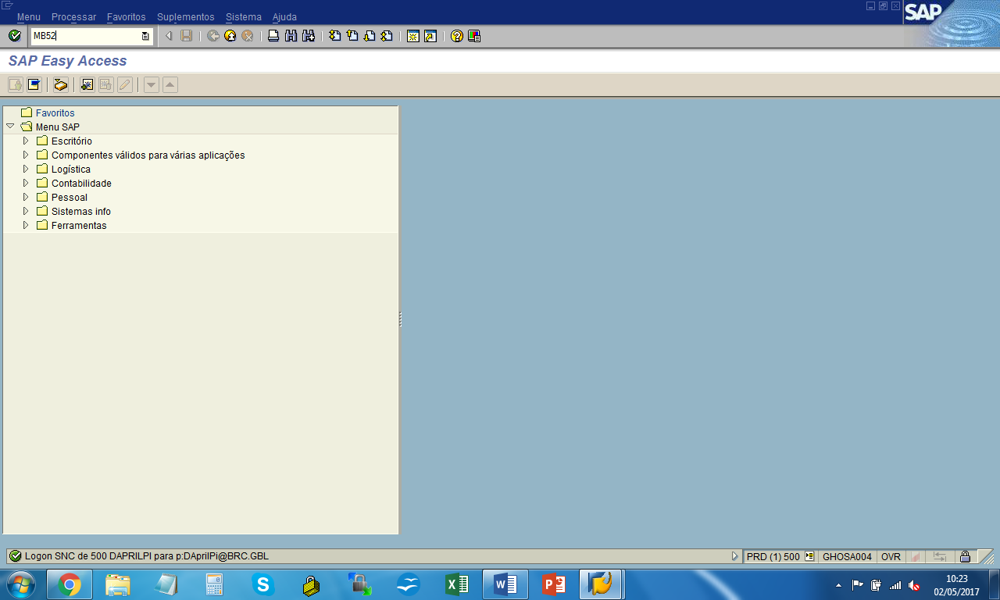 Menu Processar Favoritos Suplementos Sistema Ajuda
SAP
MB52
SAP Easy Access
Favoritos
Menu SAP
Escritório
Componentes válidos para várias aplicações
Logística
Contabilidade
Pessoal
Sistemas info
Ferramentas
Logon SNC de 500 DAPRILPI para p:DAprilPi@BRC.GBL
PRD (1) 500 GHOSA004 OVR
10:23
02/05/2017